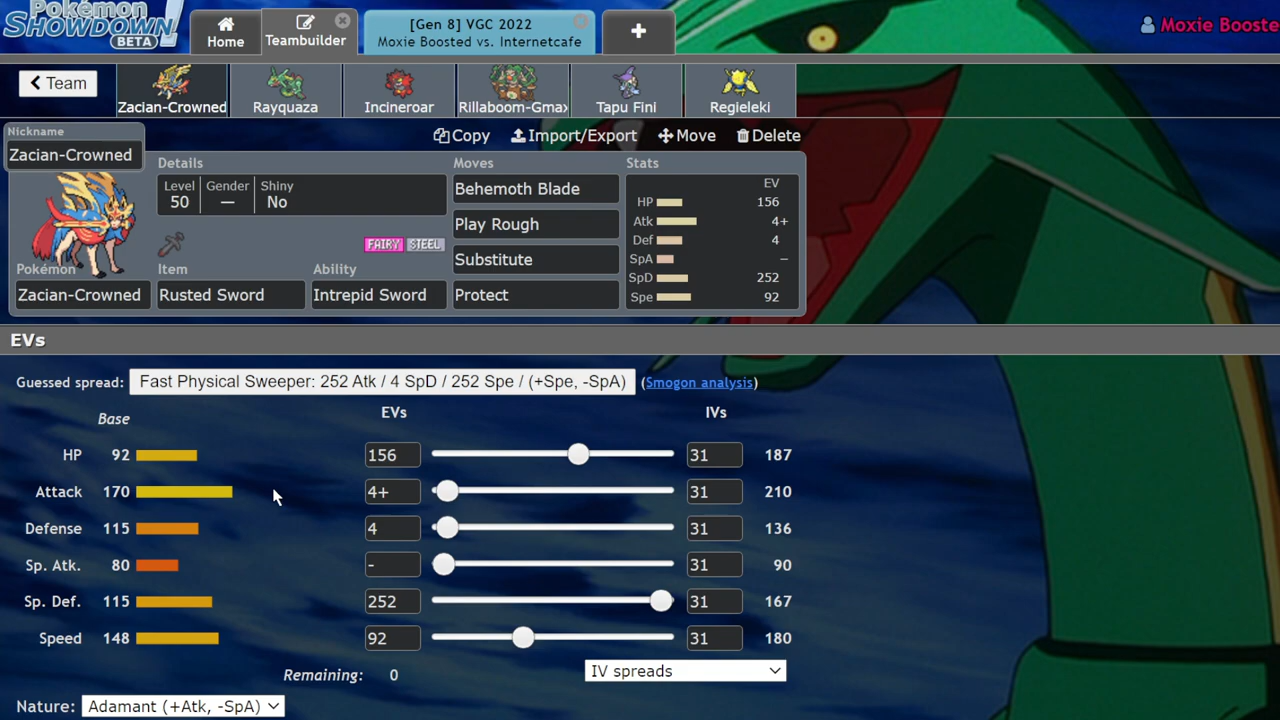 Pokémon
SHOWDOWN!
BETA
Home
Teambuilder
[Gen 8] VGC 2022
Moxie Boosted vs. Internetcafe
+
Moxie Booste
Team
Zacian-Crowned
Rayquaza
Incineroar
Rillaboom-Gmax
Tapu Fini
Regieleki
Copy
Import/Export
Move
Delete
Nickname
Zacian-Crowned
Details
Level
50
Gender
—
Shiny
No
FAIRY STEEL
Pokémon
Zacian-Crowned
Item
Rusted Sword
Ability
Intrepid Sword
Moves
Behemoth Blade
Play Rough
Substitute
Protect
Stats
EV
HP 156
Atk 4+
Def 4
SpA –
SpD 252
Spe 92
EVs
Guessed spread: Fast Physical Sweeper: 252 Atk / 4 SpD / 252 Spe / (+Spe, -SpA) (Smogon analysis)
Base EVs IVs
HP 92 156 31 187
Attack 170 4+ 31 210
Defense 115 4 31 136
Sp. Atk. 80 - 31 90
Sp. Def. 115 252 31 167
Speed 148 92 31 180
Remaining: 0 IV spreads
Nature: Adamant (+Atk, -SpA)